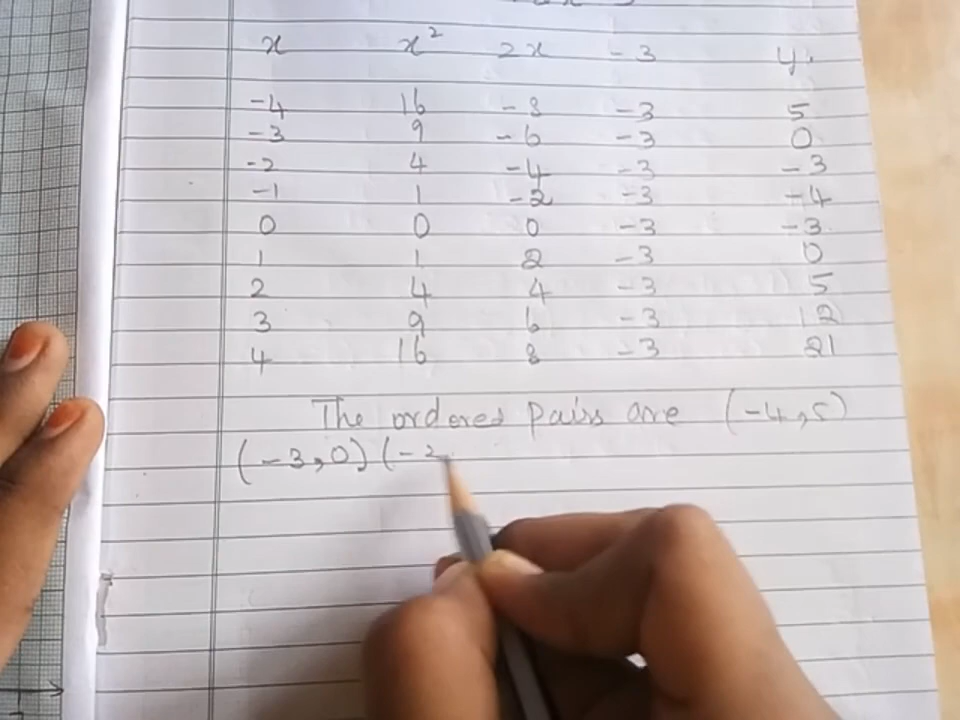 x x² 2x -3 y:
-4 16 -8 -3 5
-3 9 -6 -3 0
-2 4 -4 -3 -3
-1 1 -2 -3 -4
0 0 0 -3 -3
1 1 2 -3 0
2 4 4 -3 5
3 9 6 -3 12
4 16 8 -3 21
The ordered pairs are (-4,5)
(-3,0) (-2